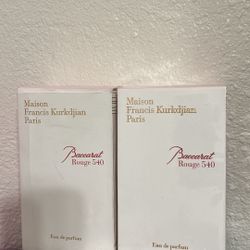 Maison
Francis Kurkdjian
Paris
Baccarat
Rouge 540
Eau de parfum
Maison
Francis Kurkdjian
Paris
Baccarat
Rouge 540
Eau de parfum